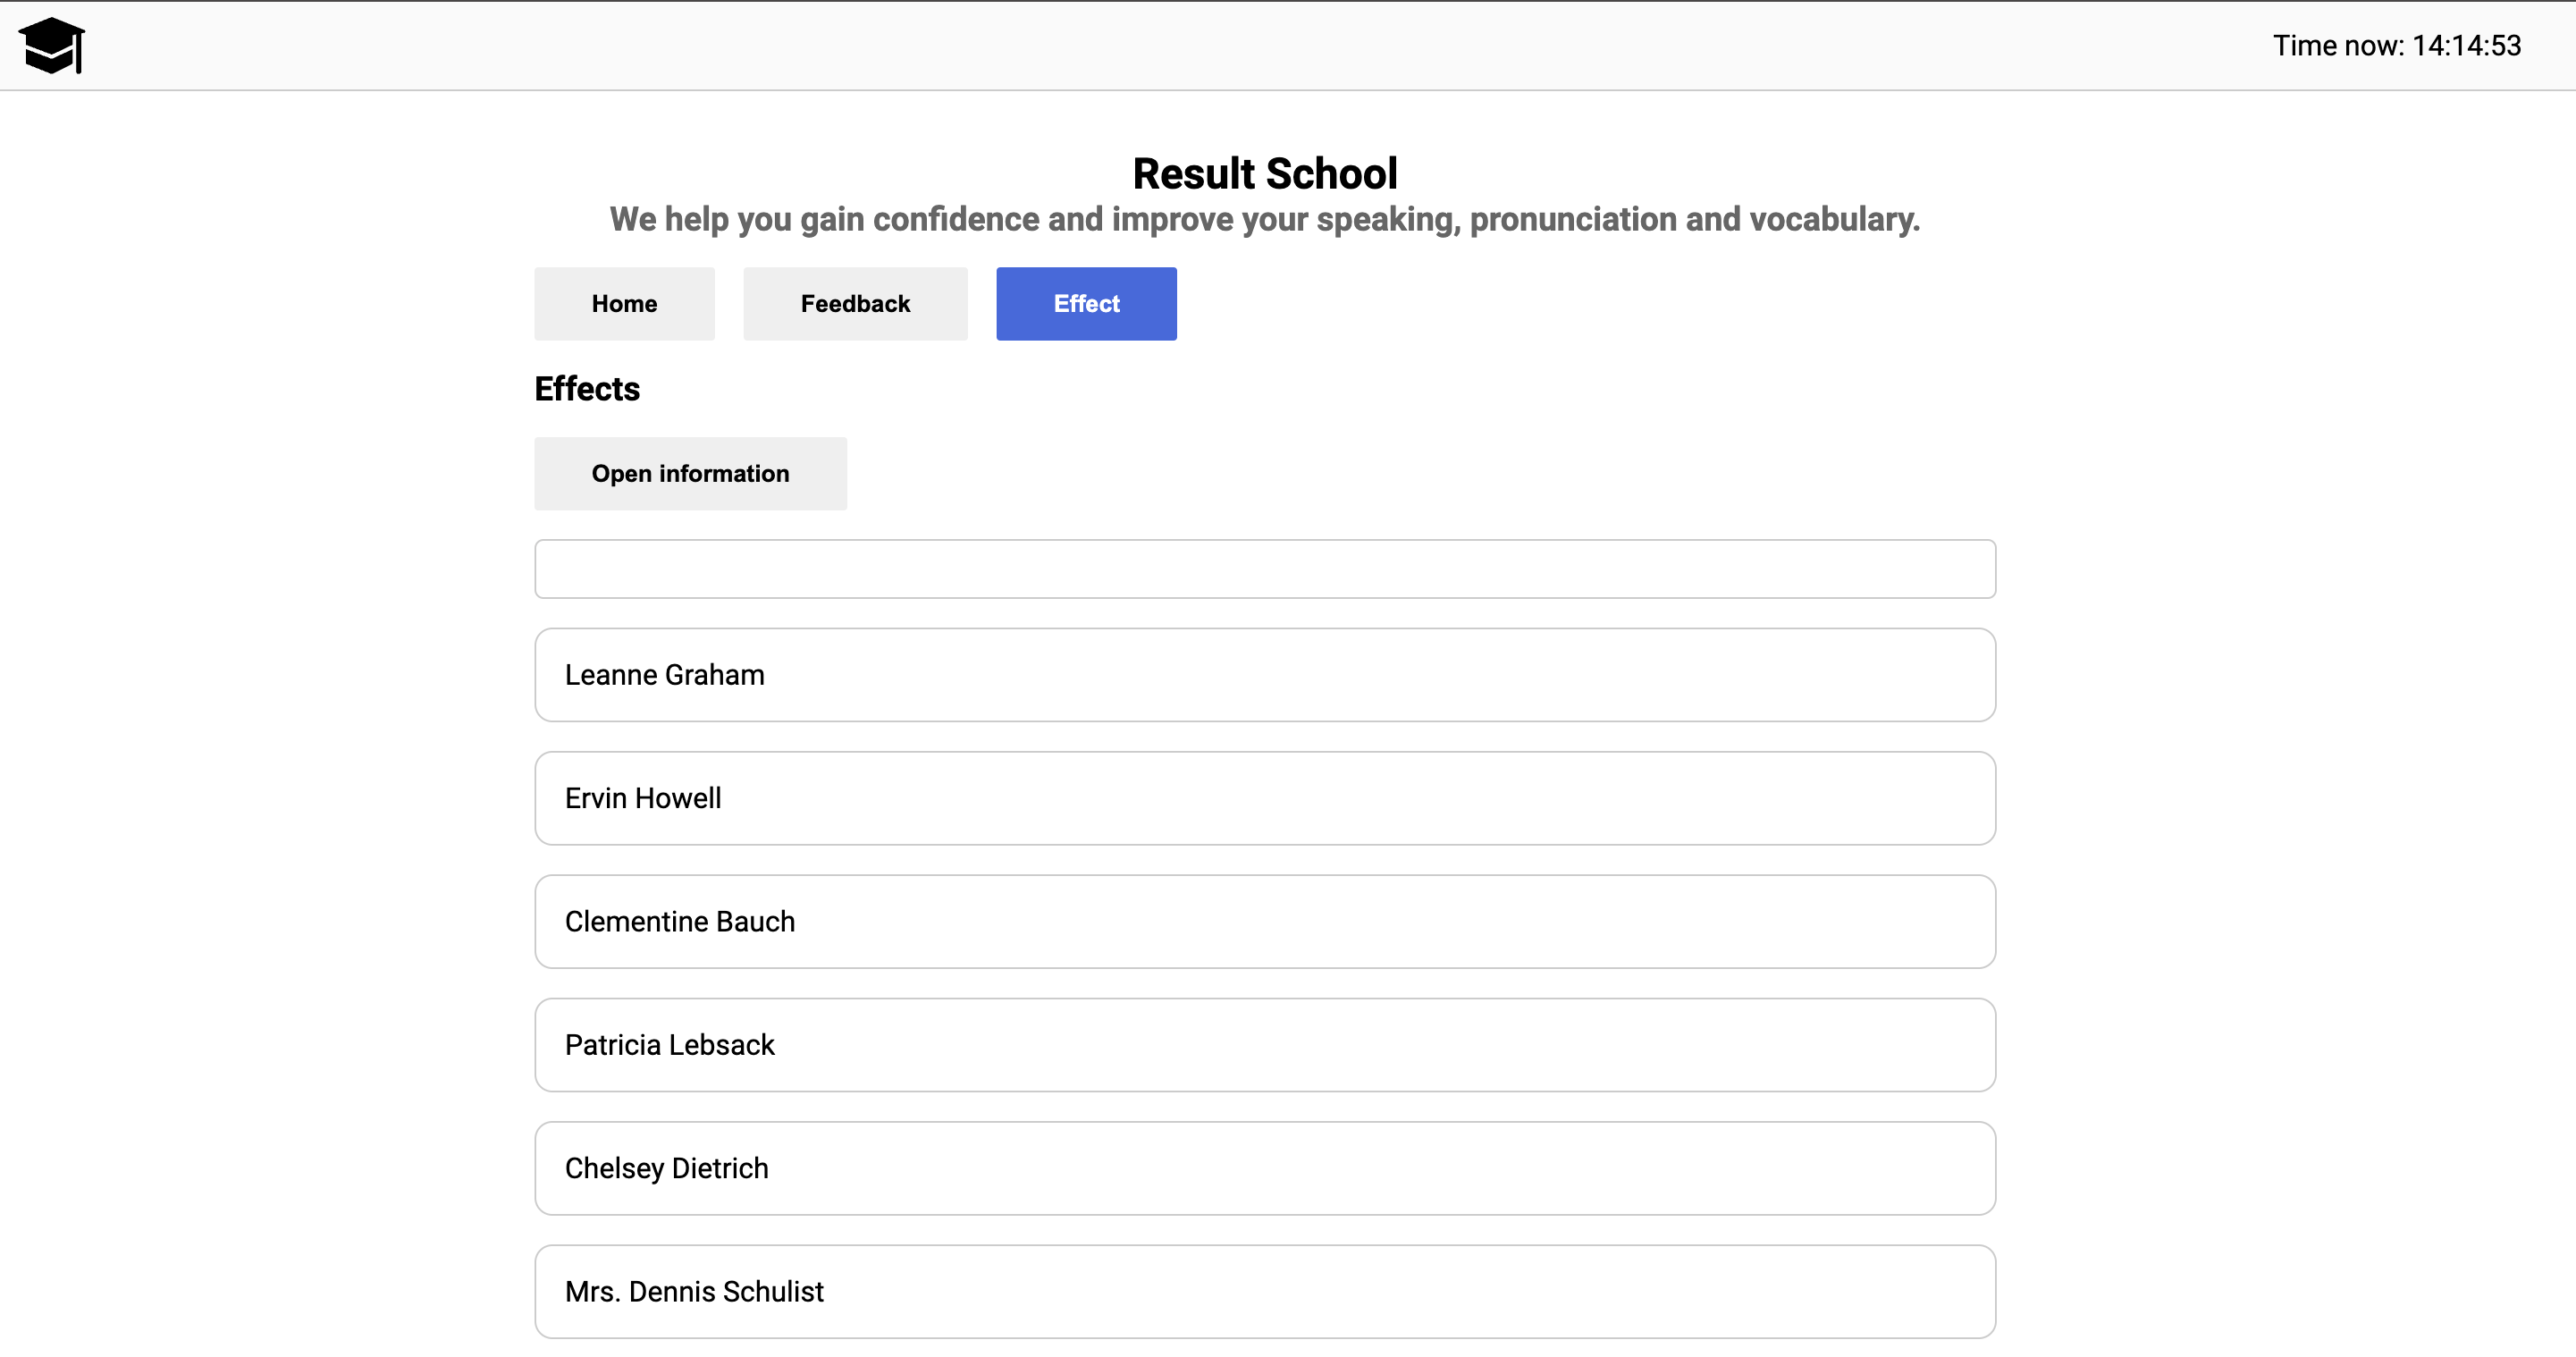 Time now: 14:14:53
Result School
We help you gain confidence and improve your speaking, pronunciation and vocabulary.
Home Feedback Effect
Effects
Open information
Leanne Graham
Ervin Howell
Clementine Bauch
Patricia Lebsack
Chelsey Dietrich
Mrs. Dennis Schulist